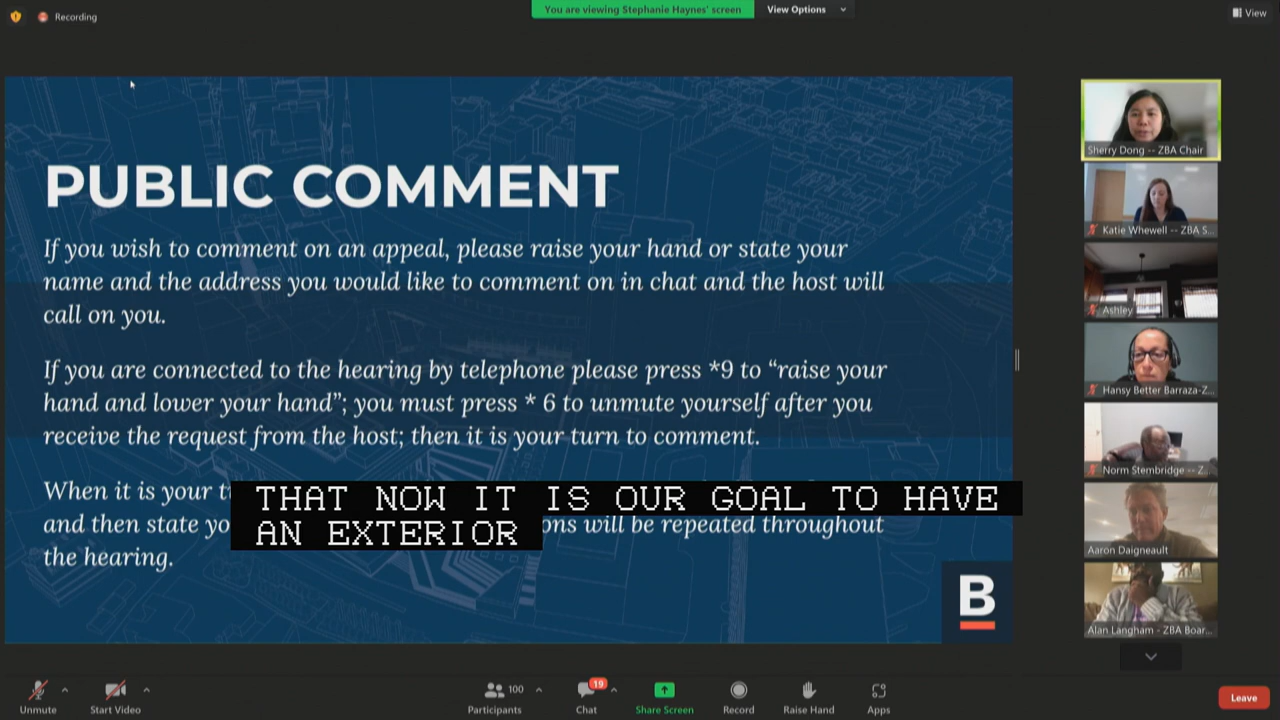 Recording
You are viewing Stephanie Haynes' screen
View Options
View
PUBLIC COMMENT
If you wish to comment on an appeal, please raise your hand or state your
name and the address you would like to comment on in chat and the host will
call on you.
If you are connected to the hearing by telephone please press *9 to “raise your
hand and lower your hand”; you must press * 6 to unmute yourself after you
receive the request from the host; then it is your turn to comment.
When it is your
and then state
ons will be repeated throughout
the hearing.
THAT NOW IT IS OUR GOAL TO HAVE
AN EXTERIOR
B
Sherry Dong -- ZBA Chair
Katie Whewell -- ZBA S...
Ashley
Hansy Better Barraza-Z...
Norm Stembridge -- Z...
Aaron Daigneault
Alan Langham - ZBA Boar...
Unmute
Start Video
100
Participants
19
Chat
Share Screen
Record
Raise Hand
Apps
Leave